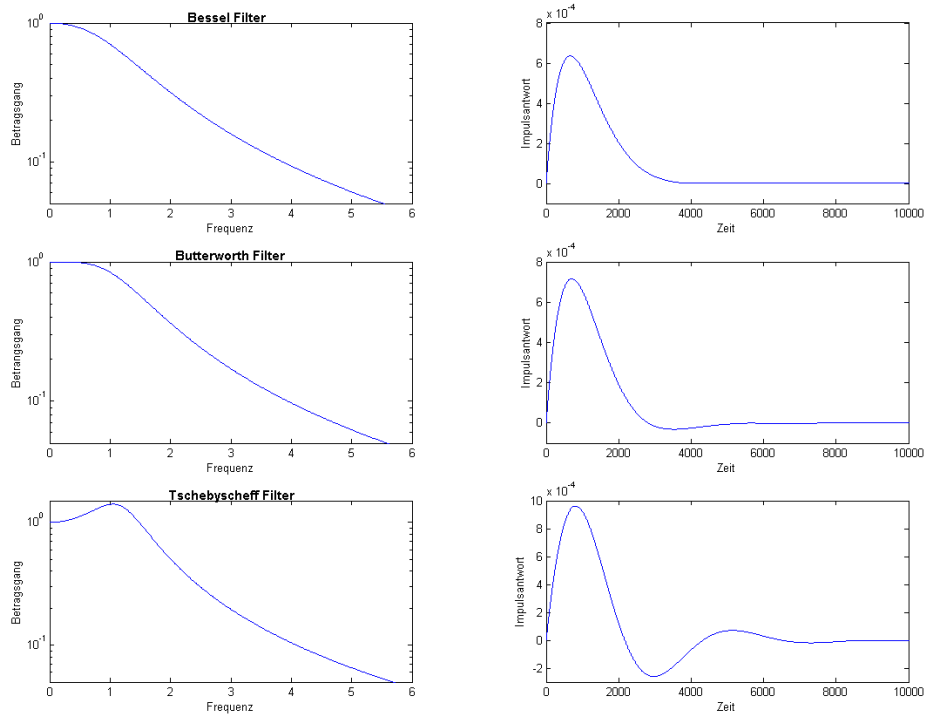 Bessel Filter
10^0
10^-1
Betragsgang
0 1 2 3 4 5 6
Frequenz
x 10^-4
8
6
4
2
0
Impulsantwort
0 2000 4000 6000 8000 10000
Zeit
Butterworth Filter
10^0
10^-1
Betrangsgang
0 1 2 3 4 5 6
Frequenz
x 10^-4
8
6
4
2
0
Impulsantwort
0 2000 4000 6000 8000 10000
Zeit
Tschebyscheff Filter
10^0
10^-1
Betragsgang
0 1 2 3 4 5 6
Frequenz
x 10^-4
10
8
6
4
2
0
-2
Impulsantwort
0 2000 4000 6000 8000 10000
Zeit